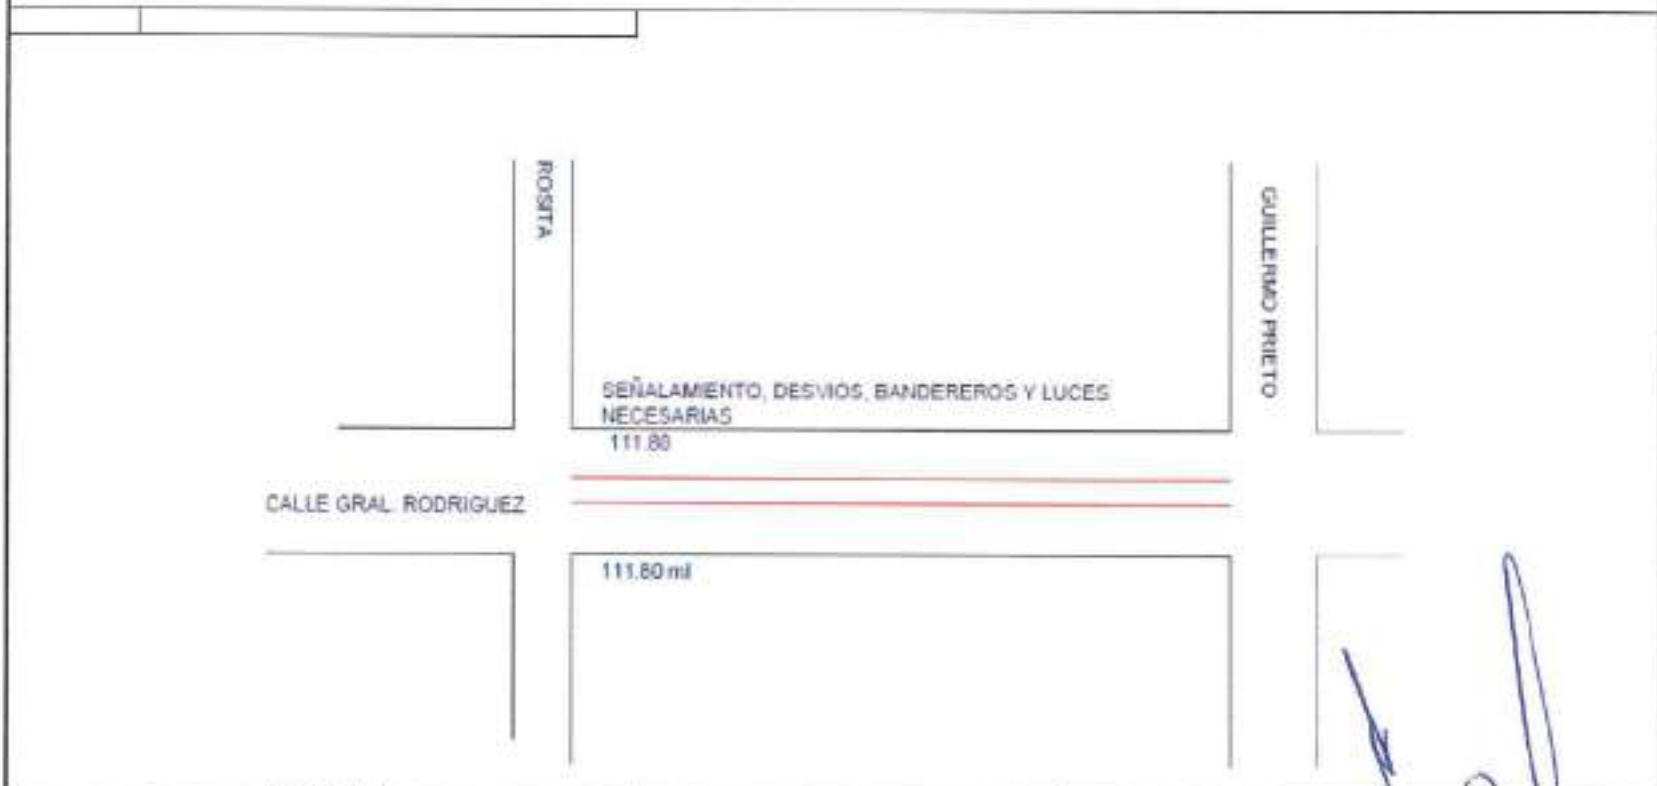 ROSITA
GUILLERMO PRIETO
SEÑALAMIENTO, DESVIOS, BANDEREROS Y LUCES
NECESARIAS
111.80
CALLE GRAL. RODRIGUEZ
111.80 ml